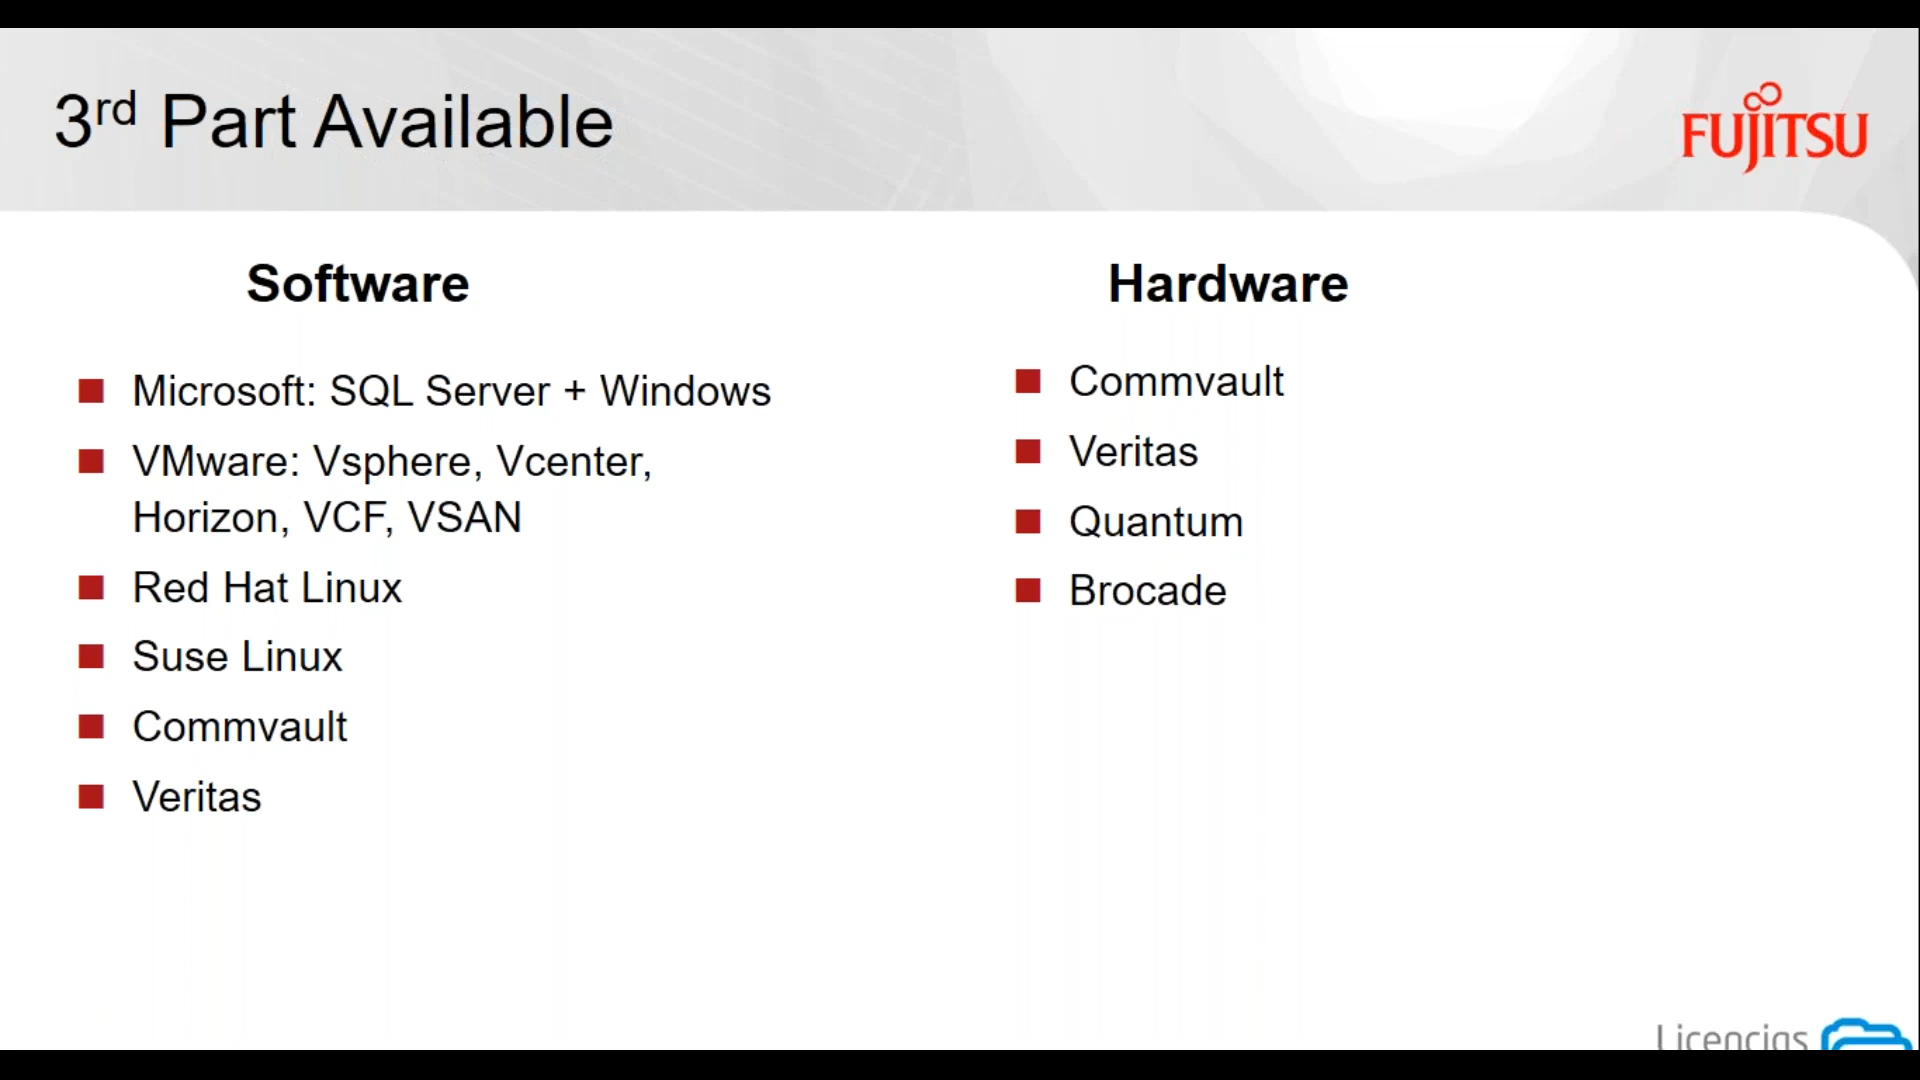 3rd Part Available
FUJITSU
Software
Microsoft: SQL Server + Windows
VMware: Vsphere, Vcenter,
Horizon, VCF, VSAN
Red Hat Linux
Suse Linux
Commvault
Veritas
Hardware
Commvault
Veritas
Quantum
Brocade
Licencias